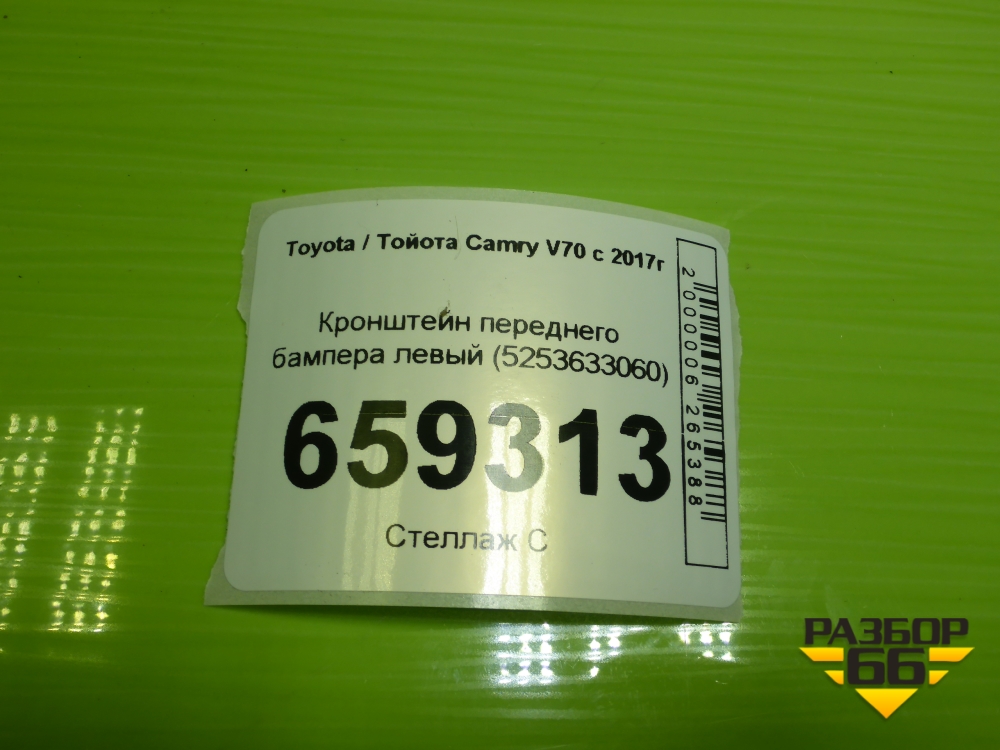 Toyota / Тойота Camry V70 с 2017г
Кронштейн переднего
бампера левый (5253633060)
659313
Стеллаж С
2000006265388
РАЗБОР
66